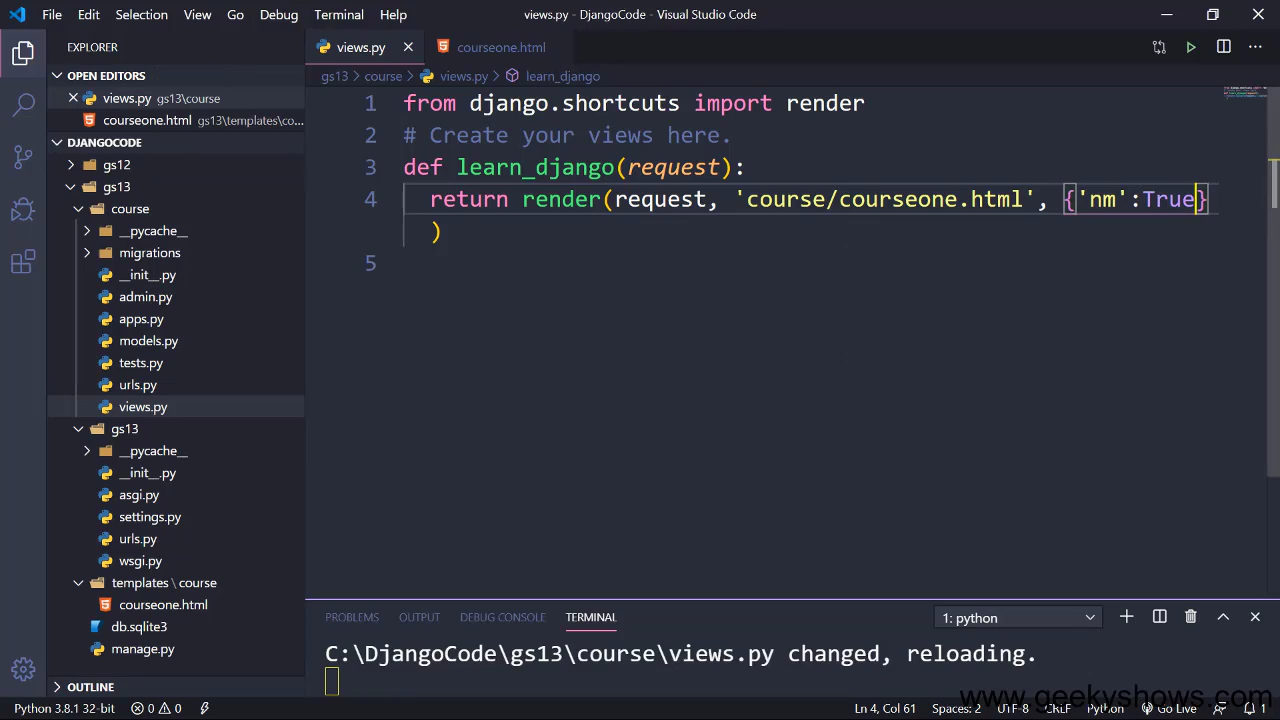 File Edit Selection View Go Debug Terminal Help views.py - DjangoCode - Visual Studio Code
EXPLORER
views.py
courseone.html
OPEN EDITORS
views.py gs13\course
courseone.html gs13\templates\co...
DJANGOCODE
gs12
gs13
course
__pycache__
migrations
__init__.py
admin.py
apps.py
models.py
tests.py
urls.py
views.py
gs13
__pycache__
__init__.py
asgi.py
settings.py
urls.py
wsgi.py
templates \ course
courseone.html
db.sqlite3
manage.py
OUTLINE
gs13 > course > views.py > learn_django
1 from django.shortcuts import render
2 # Create your views here.
3 def learn_django(request):
4 return render(request, 'course/courseone.html', {'nm':True}
)
5
PROBLEMS OUTPUT DEBUG CONSOLE TERMINAL 1: python
C:\DjangoCode\gs13\course\views.py changed, reloading.
www.geekyshows.com
Python 3.8.1 32-bit 0 0 Ln 4, Col 61 Spaces: 2 UTF-8 CRLF Python Go Live 1